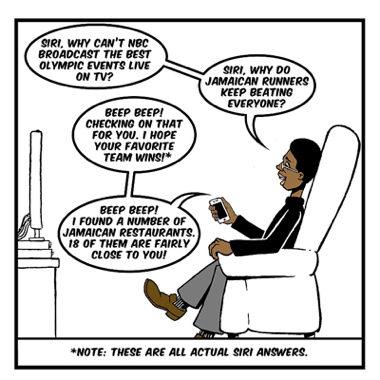 SIRI, WHY CAN'T NBC
BROADCAST THE BEST
OLYMPIC EVENTS LIVE
ON TV?
SIRI, WHY DO
JAMAICAN RUNNERS
KEEP BEATING
EVERYONE?
BEEP BEEP!
CHECKING ON THAT
FOR YOU. I HOPE
YOUR FAVORITE
TEAM WINS!*
BEEP BEEP!
I FOUND A NUMBER OF
JAMAICAN RESTAURANTS.
18 OF THEM ARE FAIRLY
CLOSE TO YOU!
*NOTE: THESE ARE ALL ACTUAL SIRI ANSWERS.